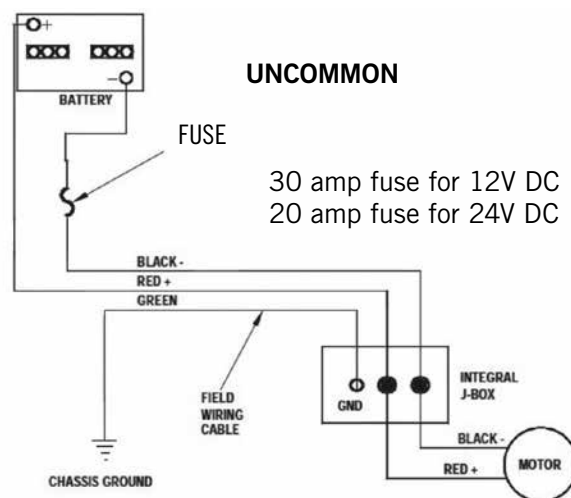 +
UNCOMMON
-
BATTERY
FUSE
30 amp fuse for 12V DC
20 amp fuse for 24V DC
BLACK -
RED +
GREEN
FIELD
WIRING
CABLE
GND
INTEGRAL
J-BOX
BLACK -
RED +
MOTOR
CHASSIS GROUND